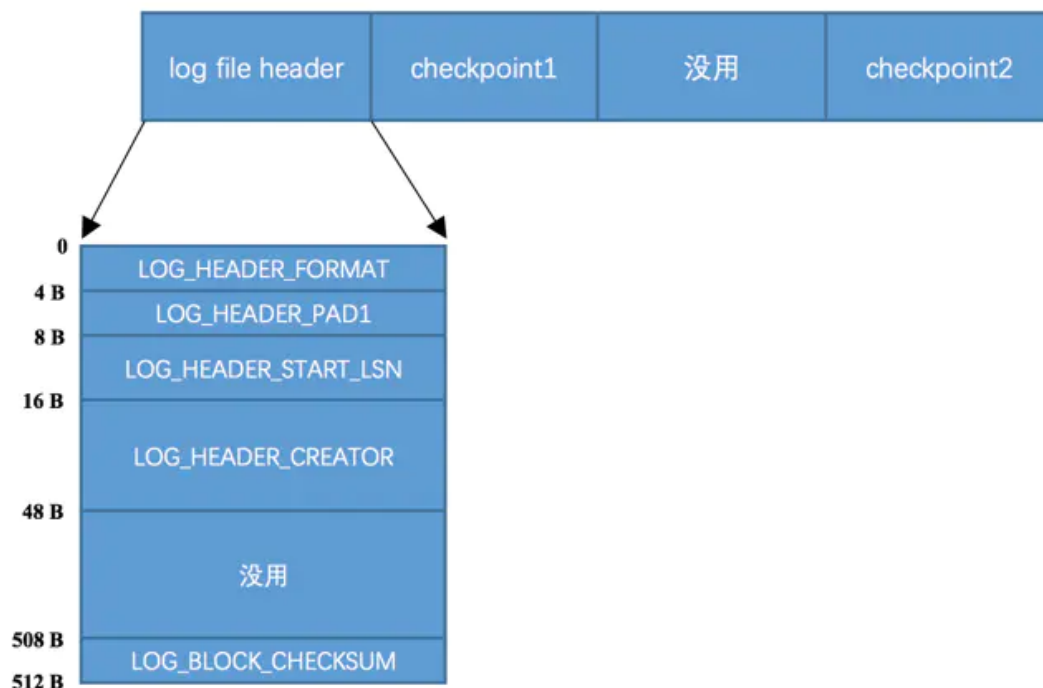 log file header
checkpoint1
没用
checkpoint2
0
LOG_HEADER_FORMAT
4 B
LOG_HEADER_PAD1
8 B
LOG_HEADER_START_LSN
16 B
LOG_HEADER_CREATOR
48 B
没用
508 B
LOG_BLOCK_CHECKSUM
512 B